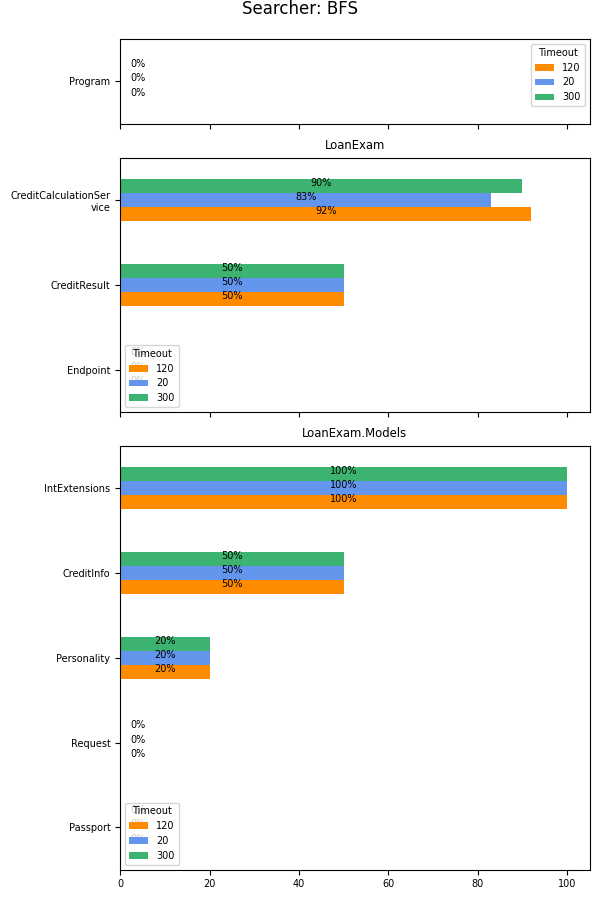 Searcher: BFS
Program
0%
0%
0%
Timeout
120
20
300
LoanExam
CreditCalculationSer
vice
90%
83%
92%
CreditResult
50%
50%
50%
Endpoint
Timeout
120
20
300
LoanExam.Models
IntExtensions
100%
100%
100%
CreditInfo
50%
50%
50%
Personality
20%
20%
20%
Request
0%
0%
0%
Passport
Timeout
120
20
300
0
20
40
60
80
100